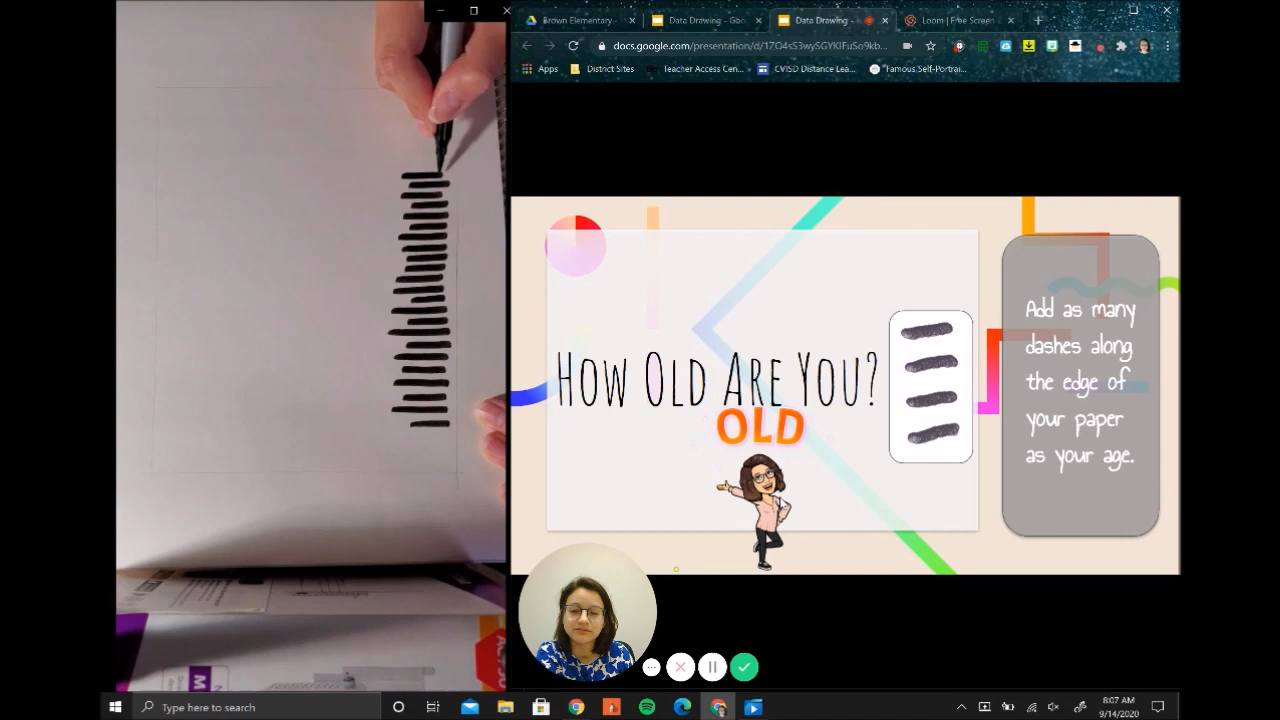 Brown Elementary
Data Drawing - Goo
Data Drawing -
Loom | Free Screen
docs.google.com/presentation/d/1ZO4sS3wySGYKIFuSo9kb...
Apps
District Sites
Teacher Access Cen...
CVISD Distance Lea...
"Famous Self-Portrai...
How Old Are You?
OLD
Add as many
dashes along
the edge of
your paper
as your age.
M
Type here to search
8:07 AM
9/14/2020